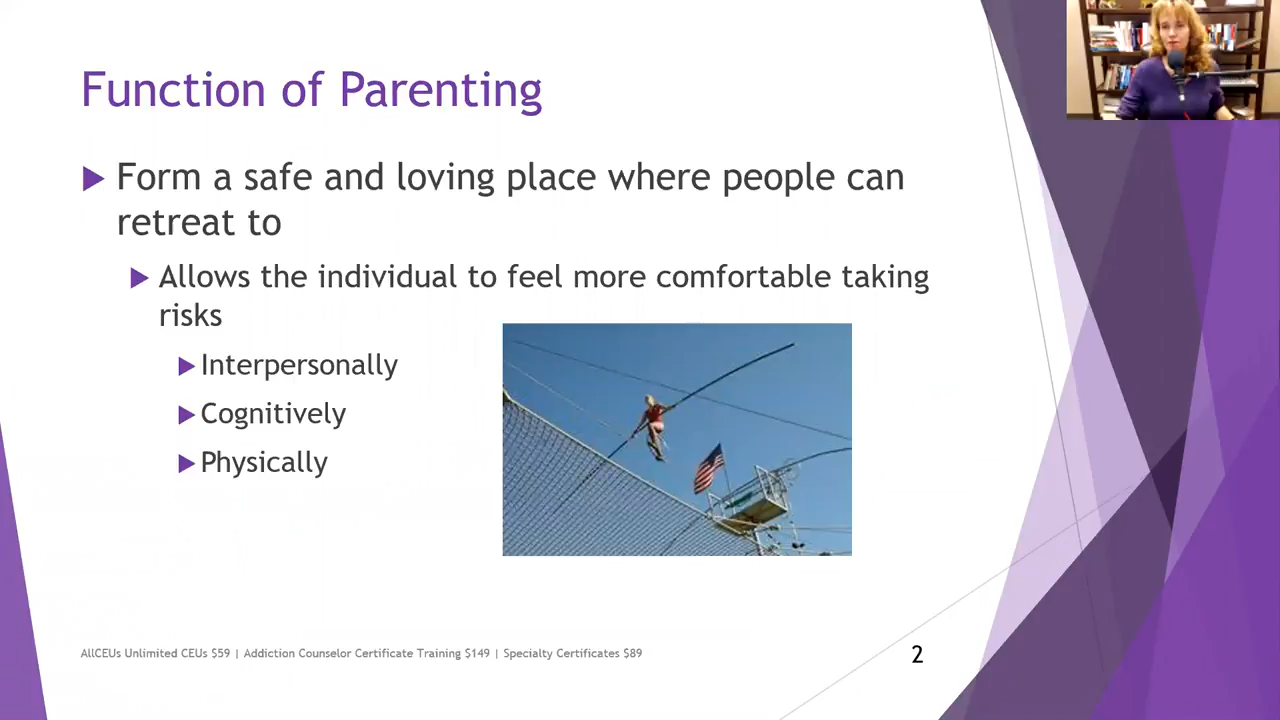 Function of Parenting
Form a safe and loving place where people can
retreat to
Allows the individual to feel more comfortable taking
risks
Interpersonally
Cognitively
Physically
AllCEUs Unlimited CEUs $59 | Addiction Counselor Certificate Training $149 | Specialty Certificates $89
2